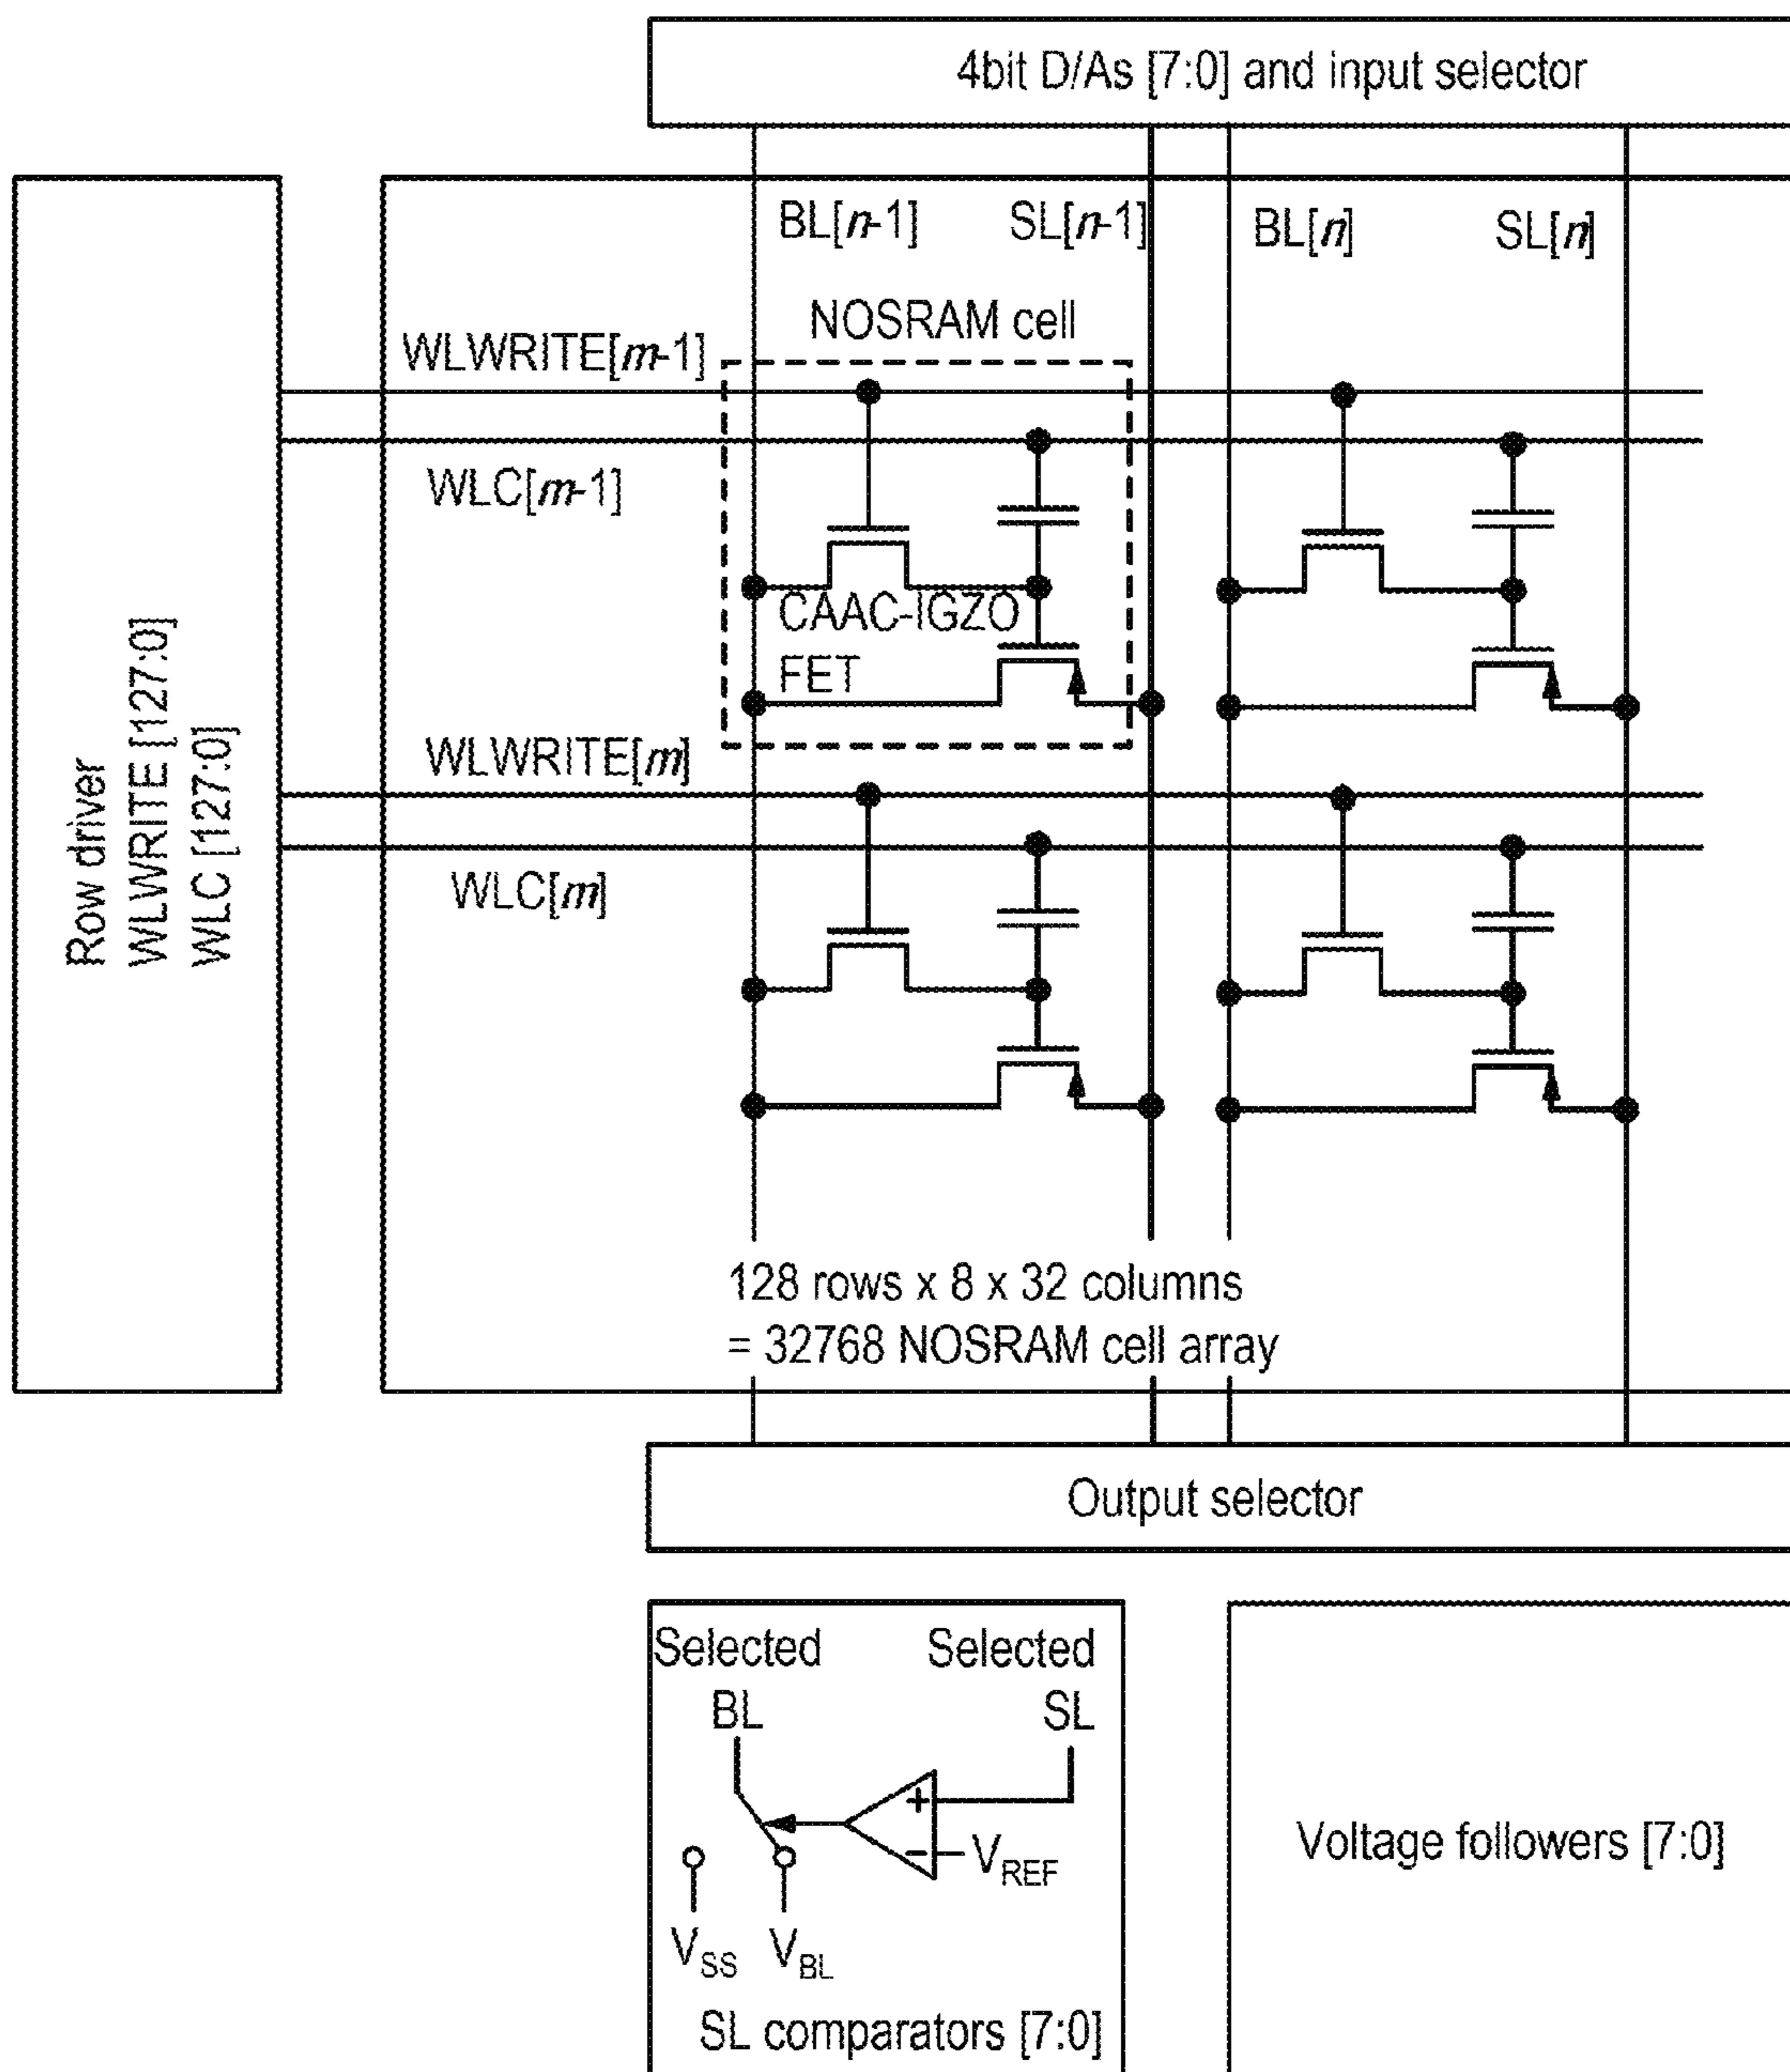 4bit D/As [7:0] and input selector
BL[n-1]
SL[n-1]
BL[n]
SL[n]
NOSRAM cell
WLWRITE[m-1]
WLC[m-1]
CAAC-IGZO
FET
WLWRITE[m]
WLC[m]
Row driver
WLWRITE [127:0]
WLC [127:0]
128 rows x 8 x 32 columns
= 32768 NOSRAM cell array
Output selector
Selected
BL
Selected
SL
+
-
VREF
VSS
VBL
SL comparators [7:0]
Voltage followers [7:0]